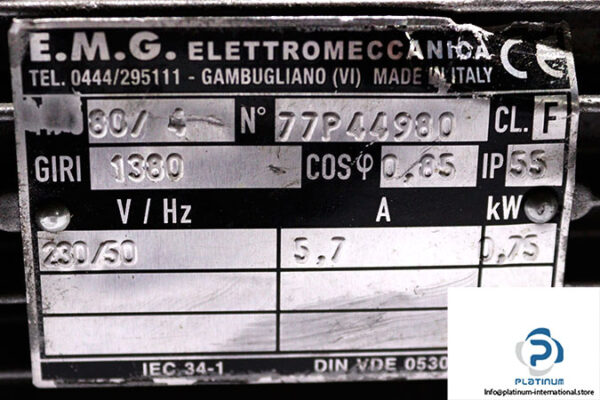 E.M.G. ELETTROMECCANICA CE
TEL. 0444/295111 - GAMBUGLIANO (VI) MADE IN ITALY
80/ 4 N° 77P44980 CL. F
GIRI 1380 COSφ 0,85 IP 55
V / Hz A kW
230/50 5,7 0,75
IEC 34-1 DIN VDE 0530
PLATINUM
Info@platinum-international.store